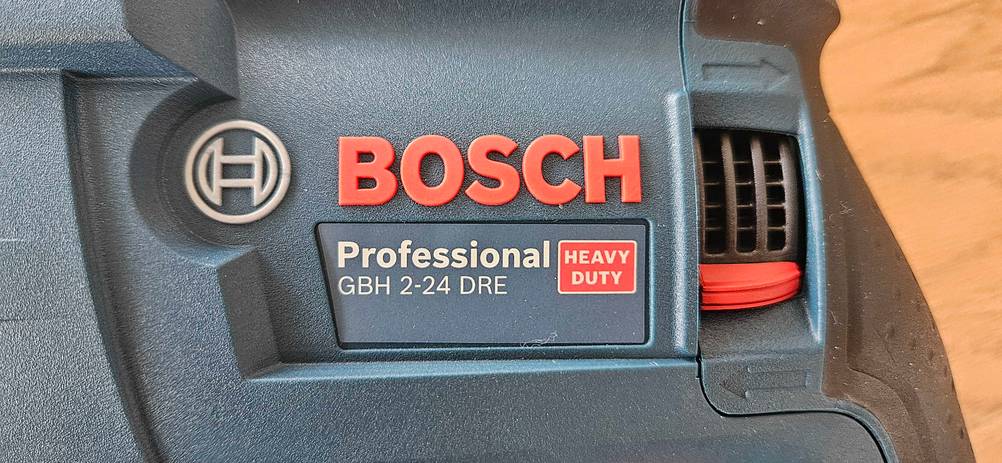 BOSCH
Professional
GBH 2-24 DRE
HEAVY
DUTY